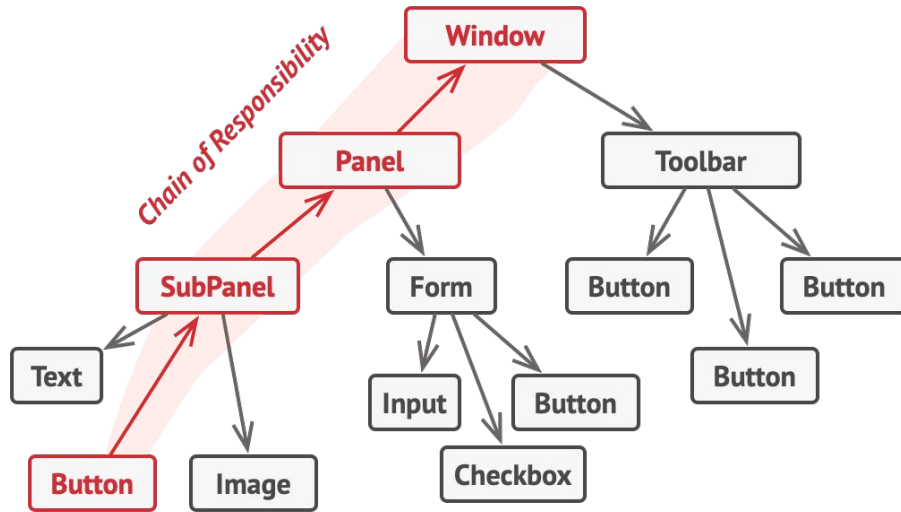 Window
Chain of Responsibility
Panel
Toolbar
SubPanel
Form
Button
Button
Text
Input
Button
Button
Button
Image
Checkbox